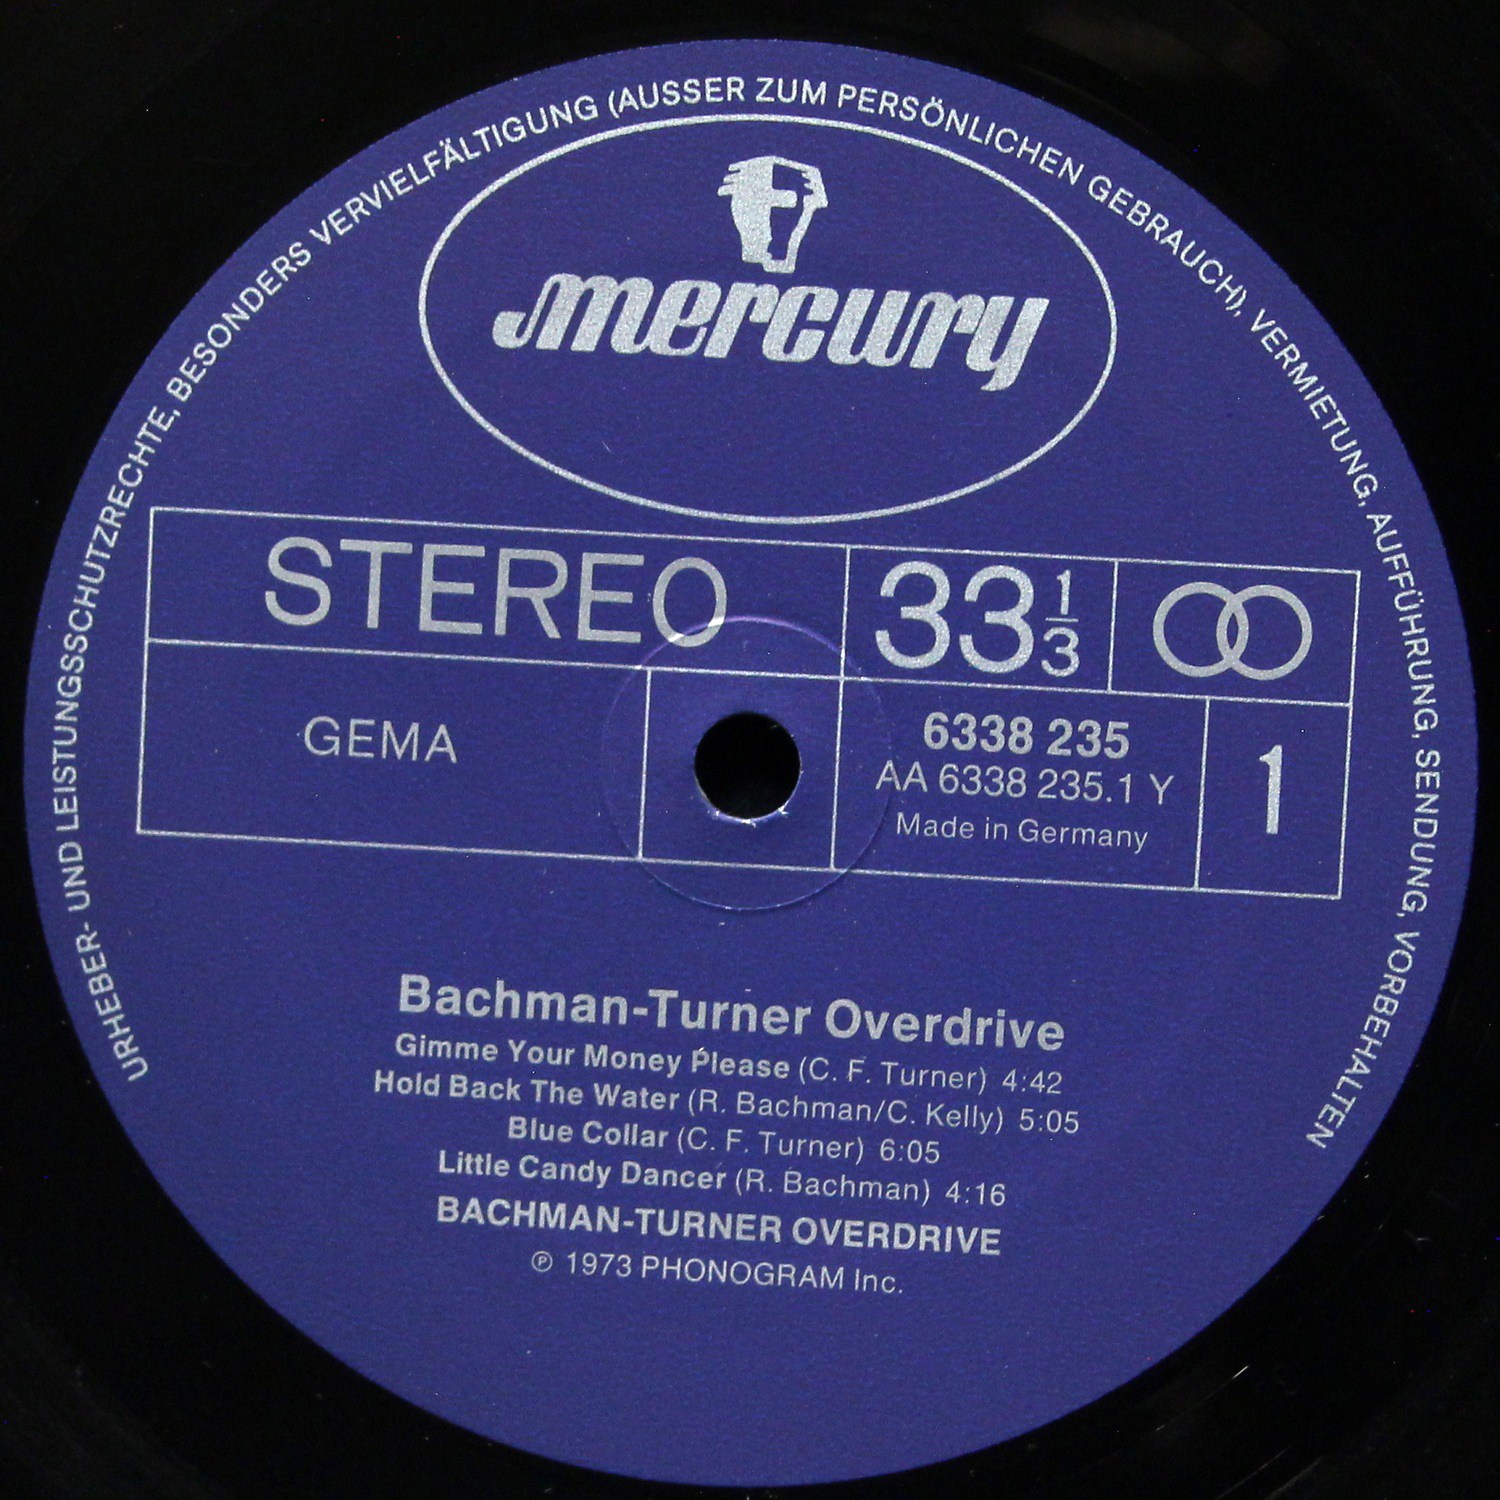 URHEBER- UND LEISTUNGSSCHUTZRECHTE, BESONDERS VERVIELFÄLTIGUNG (AUSSER ZUM PERSÖNLICHEN GEBRAUCH), VERMIETUNG, AUFFÜHRUNG, SENDUNG, VORBEHALTEN
mercury
STEREO
33 1/3
GEMA
6338 235
AA 6338 235.1 Y
Made in Germany
1
Bachman-Turner Overdrive
Gimme Your Money Please (C. F. Turner) 4:42
Hold Back The Water (R. Bachman/C. Kelly) 5:05
Blue Collar (C. F. Turner) 6:05
Little Candy Dancer (R. Bachman) 4:16
BACHMAN-TURNER OVERDRIVE
℗ 1973 PHONOGRAM Inc.